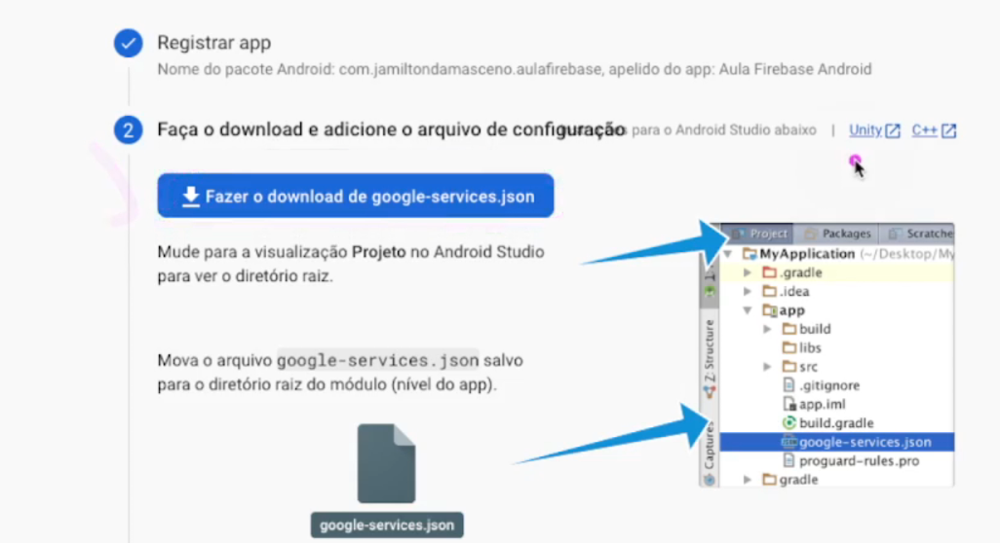 Registrar app
Nome do pacote Android: com.jamiltondamasceno.aulafirebase, apelido do app: Aula Firebase Android
2 Faça o download e adicione o arquivo de configuração para o Android Studio abaixo | Unity C++
Fazer o download de google-services.json
Mude para a visualização Projeto no Android Studio
para ver o diretório raiz.
Mova o arquivo google-services.json salvo
para o diretório raiz do módulo (nível do app).
google-services.json
Project Packages Scratche
MyApplication (~/Desktop/My
.gradle
.idea
app
build
libs
src
.gitignore
app.iml
build.gradle
google-services.json
proguard-rules.pro
gradle
Z: Structure
Captures